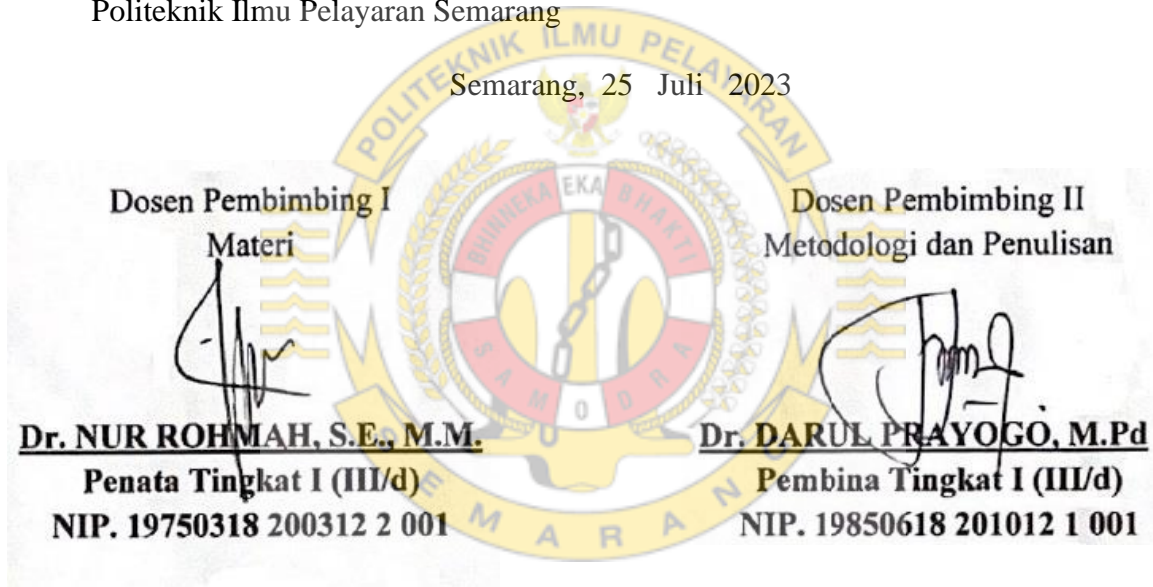 Politeknik Ilmu Pelayaran Semarang
POLITEKNIK ILMU PELAYARAN
Semarang, 25 Juli 2023
Dosen Pembimbing I
Materi
Dosen Pembimbing II
Metodologi dan Penulisan
BHINNEKA EKA BHAKTI
SAMODRA
Dr. NUR ROHMAH, S.E., M.M.
Penata Tingkat I (III/d)
NIP. 19750318 200312 2 001
Dr. DARUL PRAYOGO, M.Pd
Pembina Tingkat I (III/d)
NIP. 19850618 201012 1 001
SEMARANG